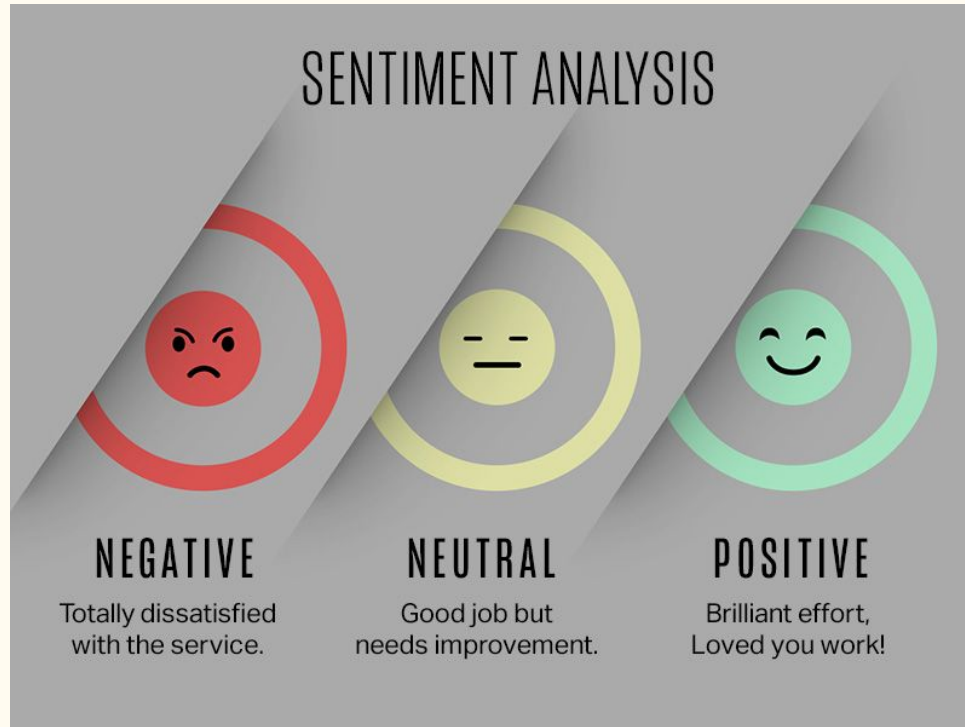 SENTIMENT ANALYSIS
NEGATIVE
Totally dissatisfied
with the service.
NEUTRAL
Good job but
needs improvement.
POSITIVE
Brilliant effort,
Loved you work!